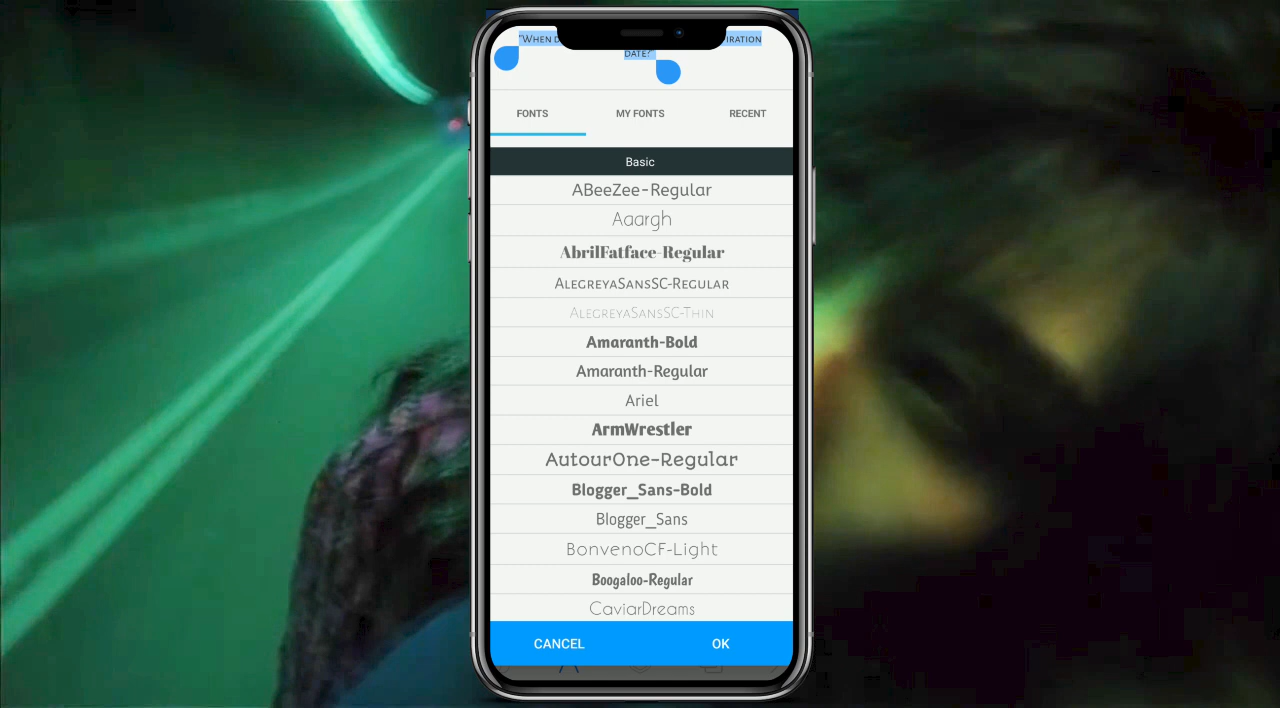 "When d iration
date?"
FONTS MY FONTS RECENT
Basic
ABeeZee-Regular
Aaargh
AbrilFatface-Regular
AlegreyaSansSC-Regular
AlegreyaSansSC-Thin
Amaranth-Bold
Amaranth-Regular
Ariel
ArmWrestler
AutourOne-Regular
Blogger_Sans-Bold
Blogger_Sans
BonvenoCF-Light
Boogaloo-Regular
CaviarDreams
CANCEL OK